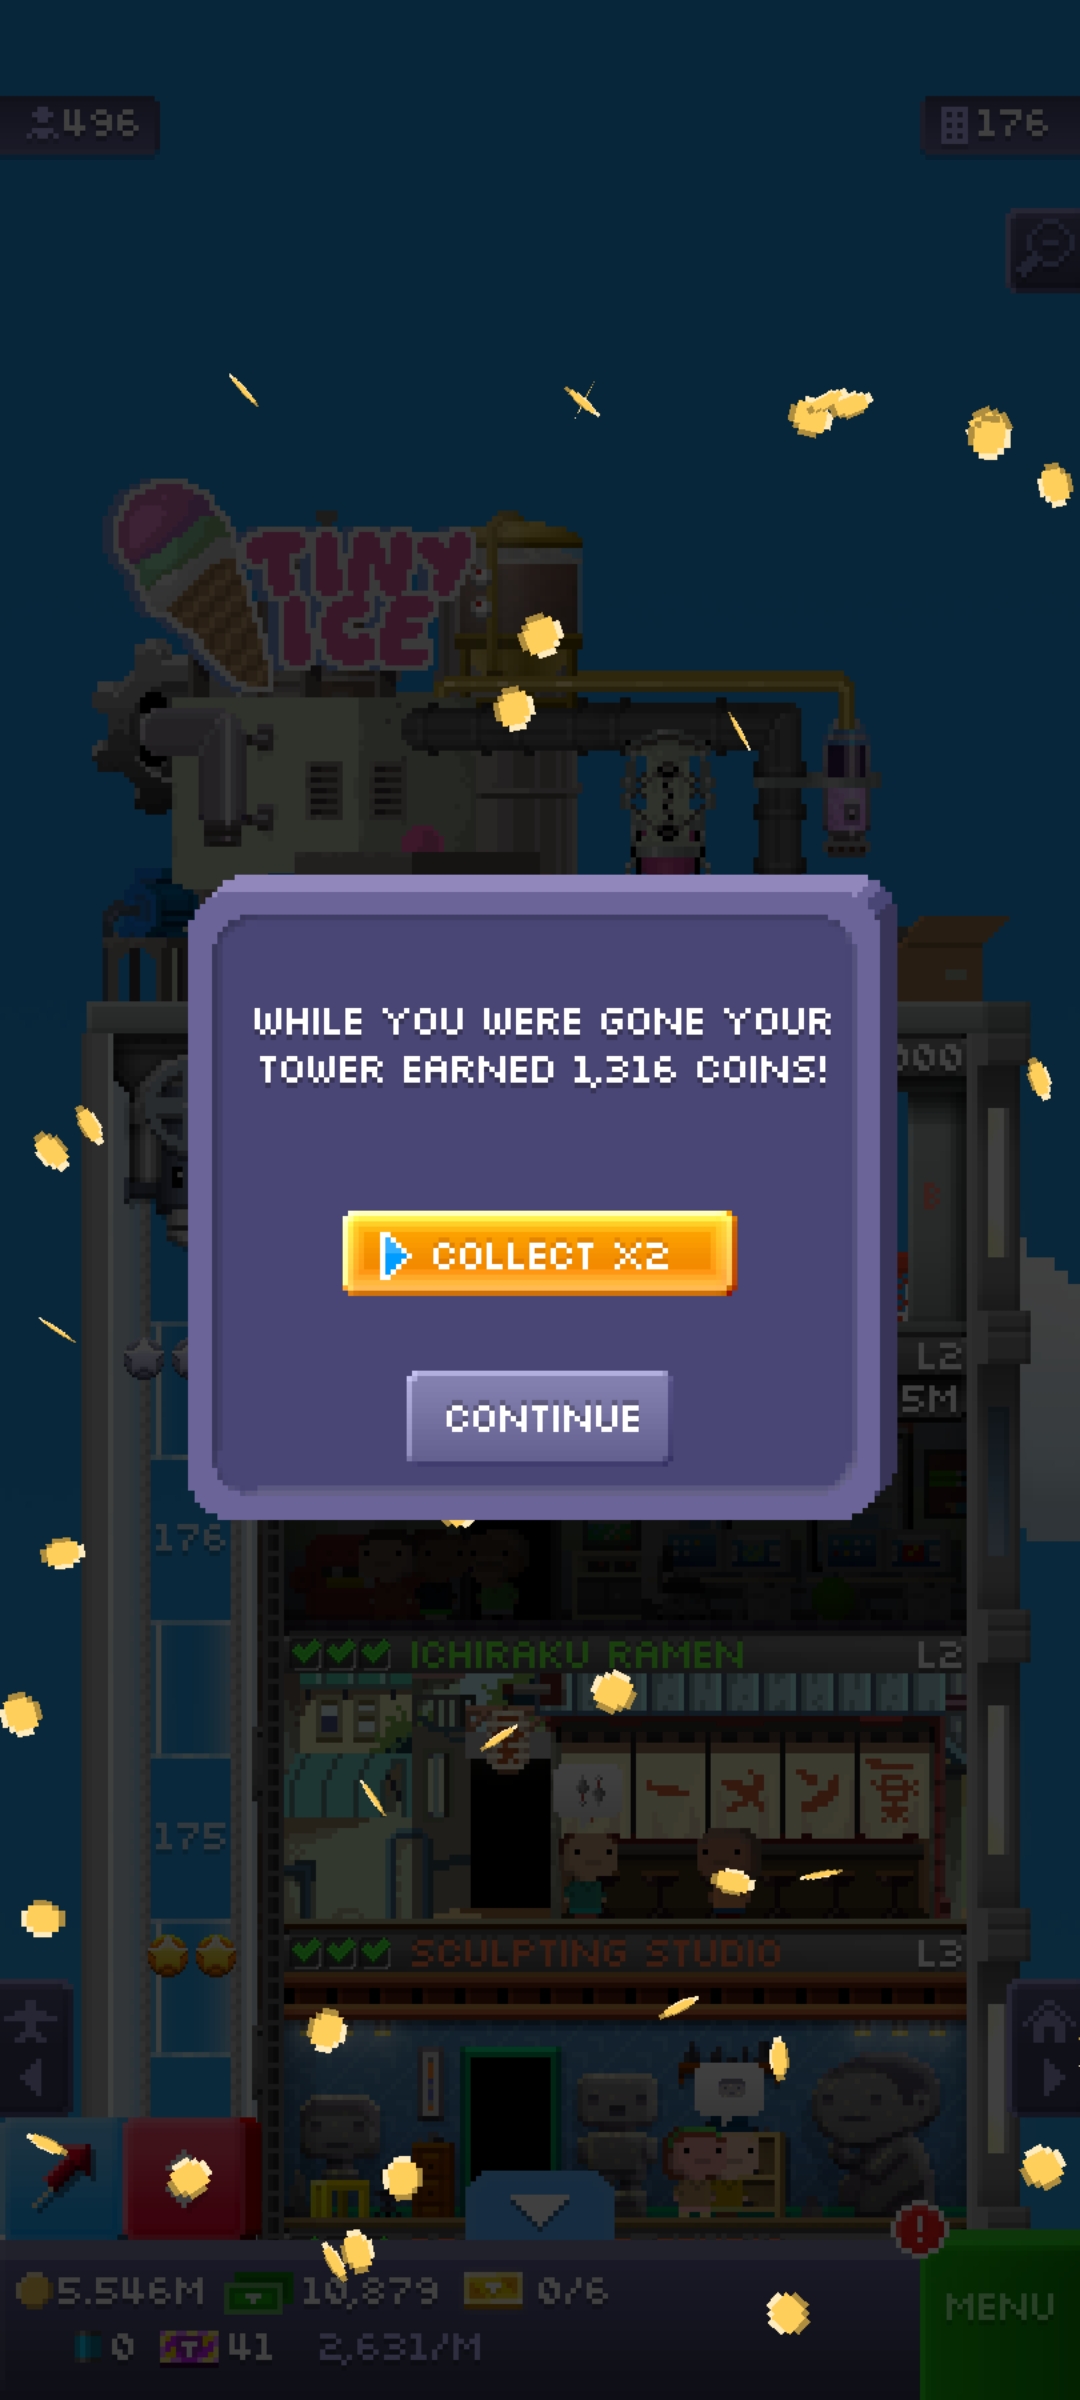 496
176
TINY
ICE
WHILE YOU WERE GONE YOUR
TOWER EARNED 1,316 COINS!
COLLECT X2
L2
5M
CONTINUE
176
ICHIRAKU RAMEN
L2
175
SCULPTING STUDIO
L3
5.546M
10,879
0/6
MENU
0
T
41
2,631/M